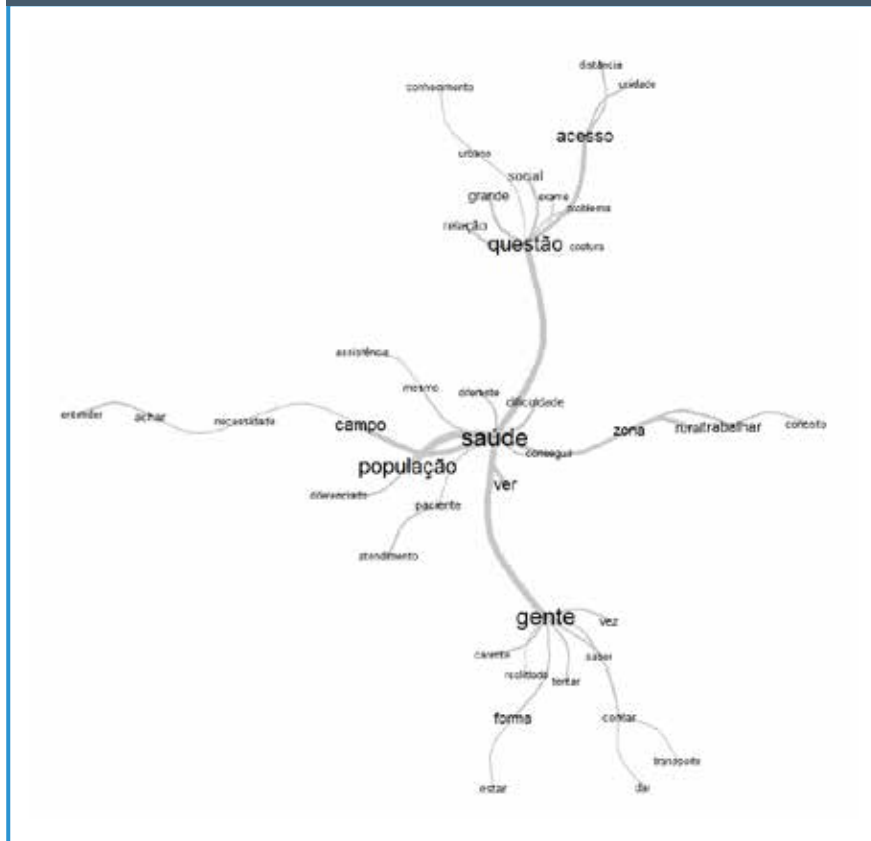 distância
unidade
conhecimento
acesso
urbano
social
grande
exame
problema
relação
questão
costura
assistência
mesmo
diferente
dificuldade
entender
achar
necessidade
campo
saúde
conseguir
zona
rural
trabalhar
conceito
população
ver
diferenciado
paciente
atendimento
gente
vez
carente
saber
realidade
tentar
forma
contar
transporte
estar
dar